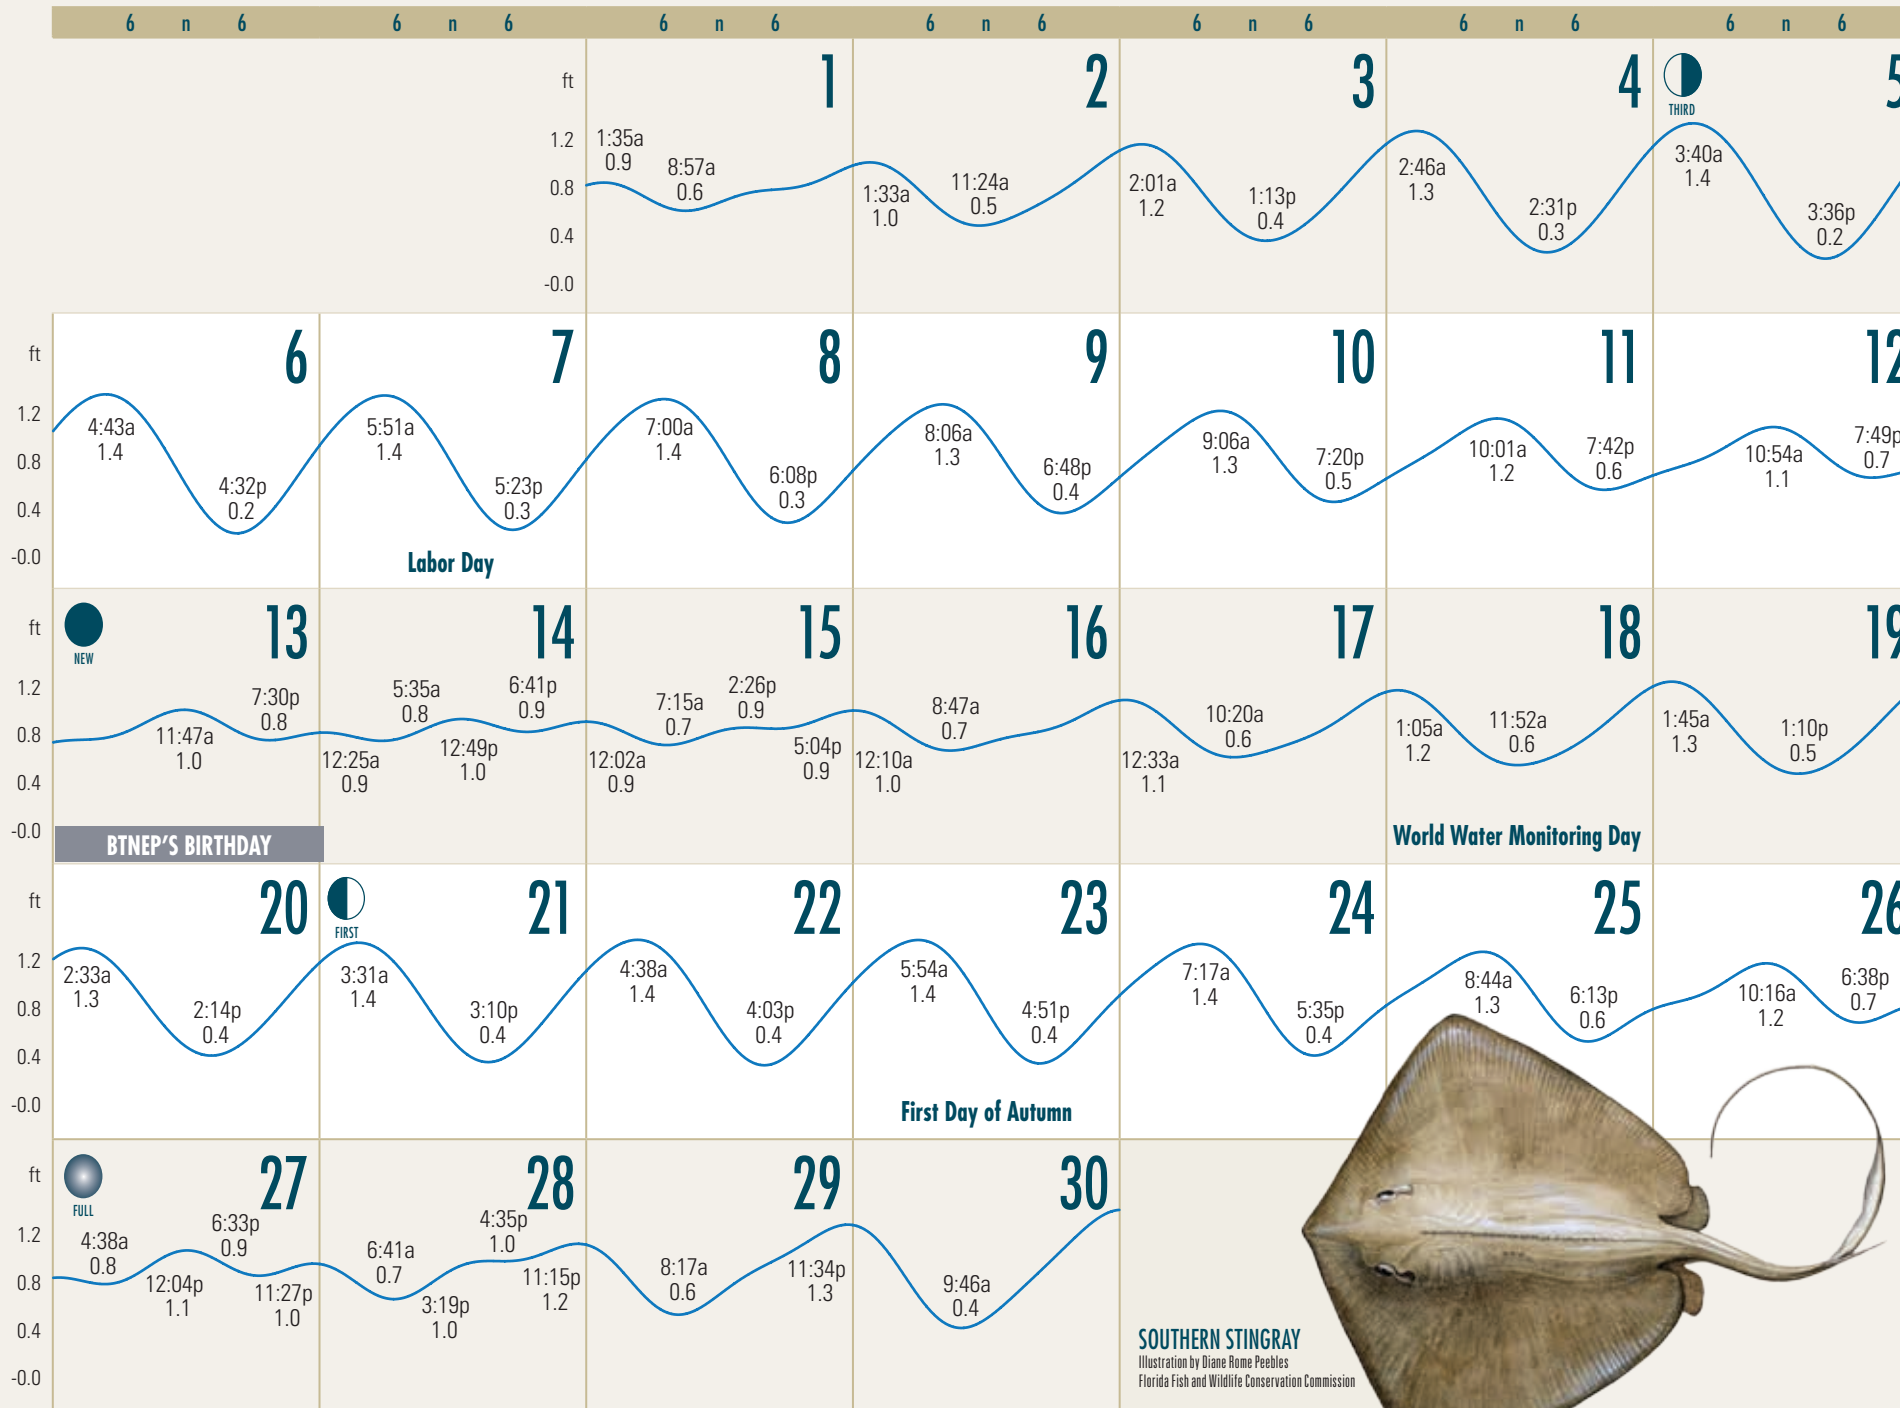 6 n 6 6 n 6 6 n 6 6 n 6 6 n 6 6 n 6 6 n 6
ft
1.2
0.8
0.4
-0.0
1
1:35a
0.9
8:57a
0.6
2
1:33a
1.0
11:24a
0.5
3
2:01a
1.2
1:13p
0.4
4
2:46a
1.3
2:31p
0.3
THIRD
5
3:40a
1.4
3:36p
0.2
ft
1.2
0.8
0.4
-0.0
6
4:43a
1.4
4:32p
0.2
7
5:51a
1.4
5:23p
0.3
Labor Day
8
7:00a
1.4
6:08p
0.3
9
8:06a
1.3
6:48p
0.4
10
9:06a
1.3
7:20p
0.5
11
10:01a
1.2
7:42p
0.6
12
10:54a
1.1
7:49p
0.7
ft
1.2
0.8
0.4
-0.0
NEW
13
11:47a
1.0
7:30p
0.8
BTNEP'S BIRTHDAY
14
12:25a
0.9
5:35a
0.8
12:49p
1.0
6:41p
0.9
15
12:02a
0.9
7:15a
0.7
2:26p
0.9
5:04p
0.9
16
12:10a
1.0
8:47a
0.7
17
12:33a
1.1
10:20a
0.6
18
1:05a
1.2
11:52a
0.6
World Water Monitoring Day
19
1:45a
1.3
1:10p
0.5
ft
1.2
0.8
0.4
-0.0
20
2:33a
1.3
2:14p
0.4
FIRST
21
3:31a
1.4
3:10p
0.4
22
4:38a
1.4
4:03p
0.4
23
5:54a
1.4
4:51p
0.4
First Day of Autumn
24
7:17a
1.4
5:35p
0.4
25
8:44a
1.3
6:13p
0.6
26
10:16a
1.2
6:38p
0.7
ft
1.2
0.8
0.4
-0.0
FULL
27
4:38a
0.8
12:04p
1.1
6:33p
0.9
11:27p
1.0
28
6:41a
0.7
3:19p
1.0
4:35p
1.0
11:15p
1.2
29
8:17a
0.6
11:34p
1.3
30
9:46a
0.4
SOUTHERN STINGRAY
Illustration by Diane Rome Peebles
Florida Fish and Wildlife Conservation Commission